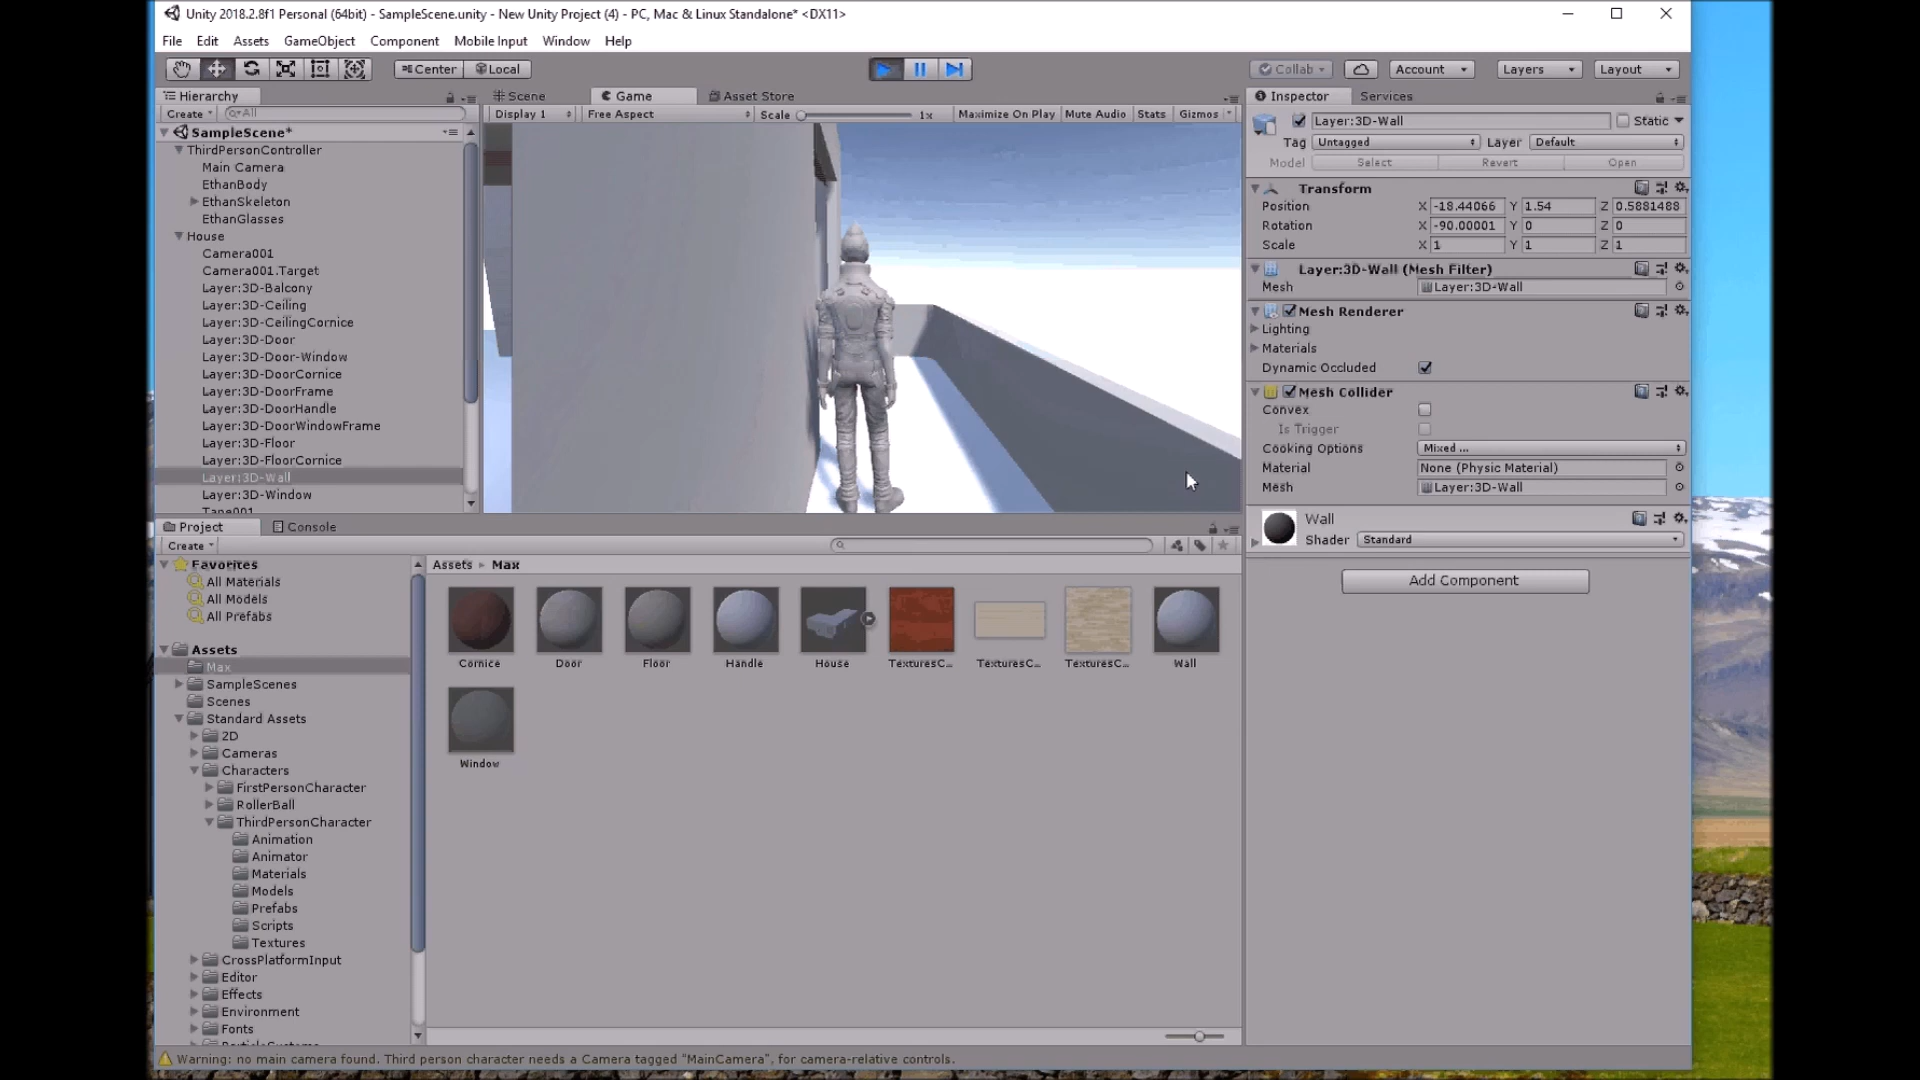 Unity 2018.2.8f1 Personal (64bit) - SampleScene.unity - New Unity Project (4) - PC, Mac & Linux Standalone* <DX11>
File Edit Assets GameObject Component Mobile Input Window Help
Center Local
Collab Account Layers Layout
Hierarchy
Create All
SampleScene*
ThirdPersonController
Main Camera
EthanBody
EthanSkeleton
EthanGlasses
House
Camera001
Camera001.Target
Layer:3D-Balcony
Layer:3D-Ceiling
Layer:3D-CeilingCornice
Layer:3D-Door
Layer:3D-Door-Window
Layer:3D-DoorCornice
Layer:3D-DoorFrame
Layer:3D-DoorHandle
Layer:3D-DoorWindowFrame
Layer:3D-Floor
Layer:3D-FloorCornice
Layer:3D-Wall
Layer:3D-Window
Tape001
Scene Game Asset Store
Display 1 Free Aspect Scale 1x Maximize On Play Mute Audio Stats Gizmos
Inspector Services
Layer:3D-Wall Static
Tag Untagged Layer Default
Model Select Revert Open
Transform
Position X -18.44066 Y 1.54 Z 0.5881488
Rotation X -90.00001 Y 0 Z 0
Scale X 1 Y 1 Z 1
Layer:3D-Wall (Mesh Filter)
Mesh Layer:3D-Wall
Mesh Renderer
Lighting
Materials
Dynamic Occluded
Mesh Collider
Convex
Is Trigger
Cooking Options Mixed ...
Material None (Physic Material)
Mesh Layer:3D-Wall
Wall
Shader Standard
Add Component
Project Console
Create
Favorites
All Materials
All Models
All Prefabs
Assets
Max
SampleScenes
Scenes
Standard Assets
2D
Cameras
Characters
FirstPersonCharacter
RollerBall
ThirdPersonCharacter
Animation
Animator
Materials
Models
Prefabs
Scripts
Textures
CrossPlatformInput
Editor
Effects
Environment
Fonts
ParticleSystems
Assets Max
Cornice Door Floor Handle House TexturesC... TexturesC... TexturesC... Wall
Window
Warning: no main camera found. Third person character needs a Camera tagged "MainCamera", for camera-relative controls.